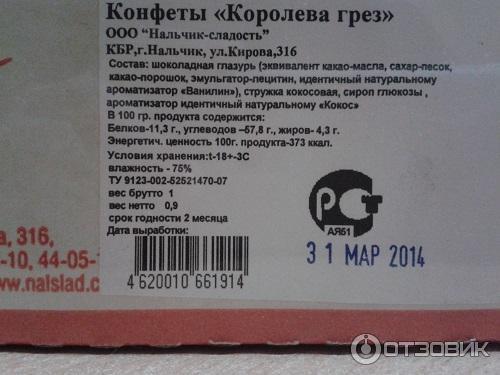 Конфеты «Королева грез»
ООО "Нальчик-сладость"
КБР,г.Нальчик, ул.Кирова,316
Состав: шоколадная глазурь (эквивалент какао-масла, сахар-песок,
какао-порошок, эмульгатор-лецитин, идентичный натуральному
ароматизатор «Ванилин»), стружка кокосовая, сироп глюкозы ,
ароматизатор идентичный натуральному «Кокос»
В 100 гр. продукта содержится:
Белков-11,3 г., углеводов –57,8 г., жиров- 4,3 г.
Энергетич. ценность 100г. продукта-373 ккал.
Условия хранения:t-18+-3С
влажность - 75%
ТУ 9123-002-52521470-07
вес брутто 1
вес нетто 0,9
срок годности 2 месяца
Дата выработки:
4 620010 661914
РСТ
АЯ51
31 МАР 2014
а, 316,
-10, 44-05-
www.nalslad.c
ОТЗОВИК